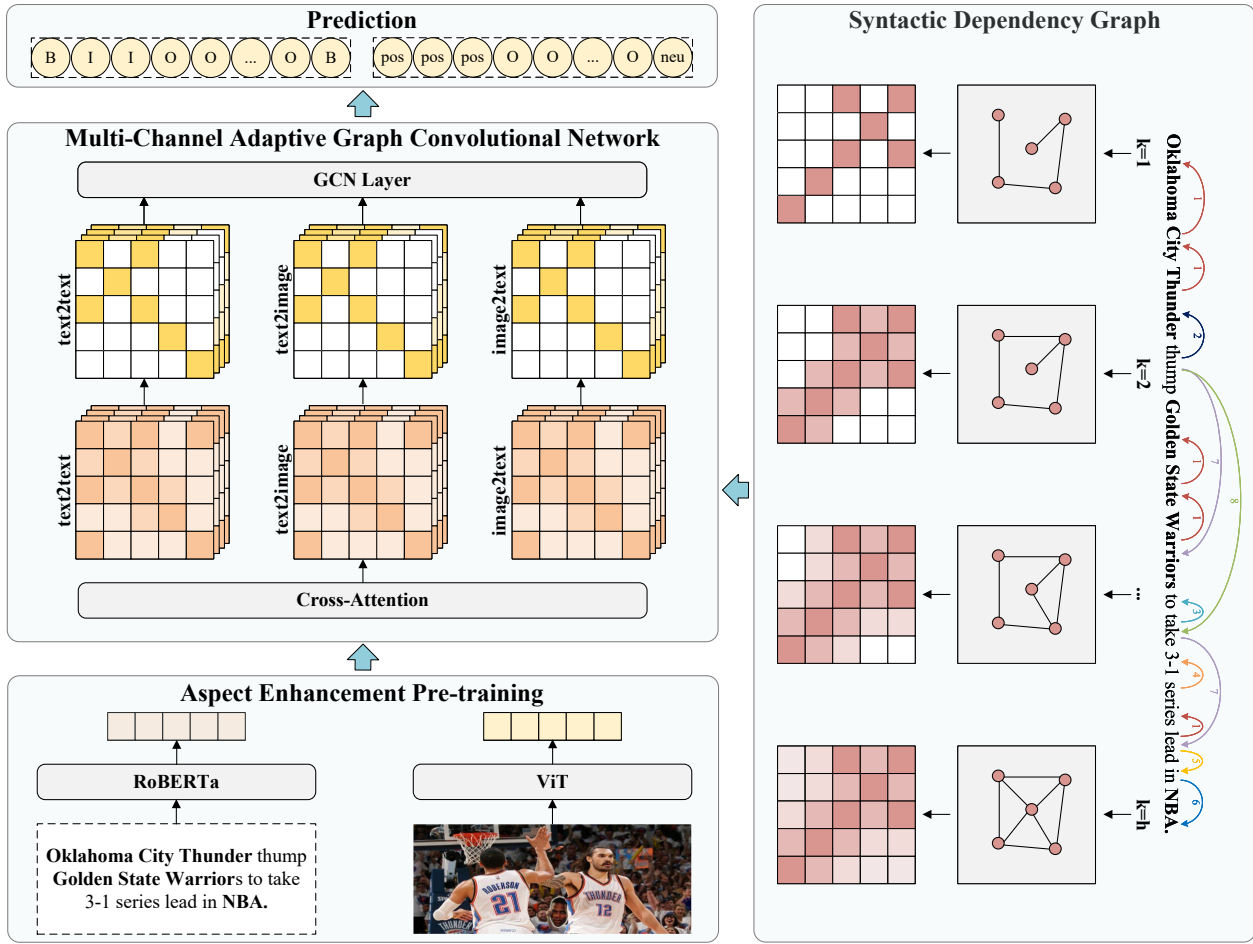 Prediction
B I I O O ... O B
pos pos pos O O ... O neu
Multi-Channel Adaptive Graph Convolutional Network
GCN Layer
text2text
text2image
image2text
text2text
text2image
image2text
Cross-Attention
Aspect Enhancement Pre-training
RoBERTa
ViT
Oklahoma City Thunder thump
Golden State Warriors to take
3-1 series lead in NBA.
ROBERSON
21
THUNDER
12
THUNDER
Syntactic Dependency Graph
k=1
k=2
...
k=h
Oklahoma City Thunder thump Golden State Warriors to take 3-1 series lead in NBA.
1
1
2
7
8
1
1
3
7
4
1
5
6